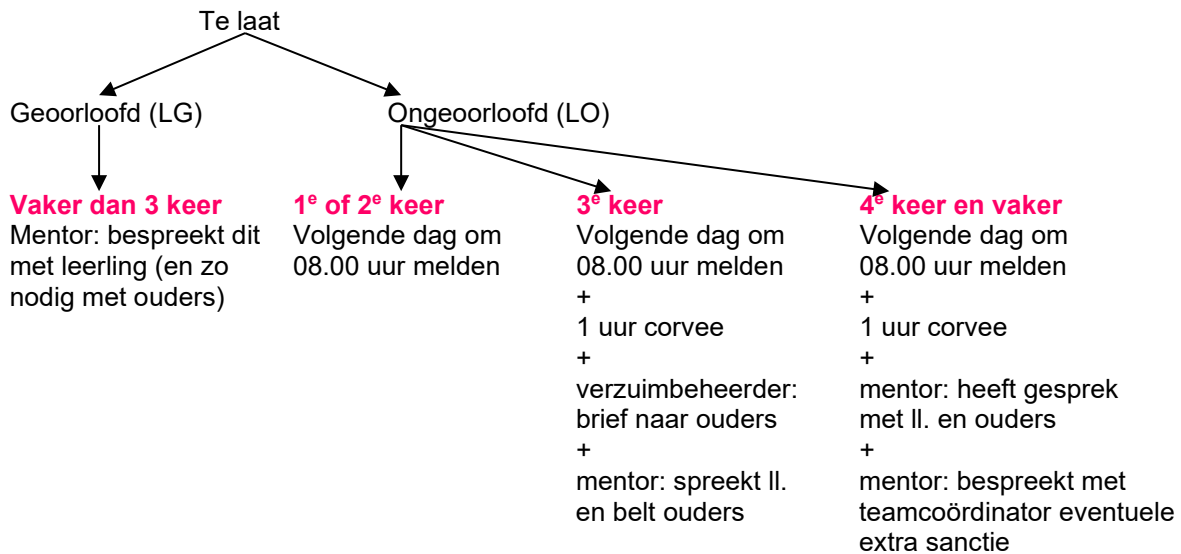 Te laat
Geoorloofd (LG)
Ongeoorloofd (LO)
Vaker dan 3 keer
Mentor: bespreekt dit
met leerling (en zo
nodig met ouders)
1e of 2e keer
Volgende dag om
08.00 uur melden
3e keer
Volgende dag om
08.00 uur melden
+
1 uur corvee
+
verzuimbeheerder:
brief naar ouders
+
mentor: spreekt ll.
en belt ouders
4e keer en vaker
Volgende dag om
08.00 uur melden
+
1 uur corvee
+
mentor: heeft gesprek
met ll. en ouders
+
mentor: bespreekt met
teamcoördinator eventuele
extra sanctie